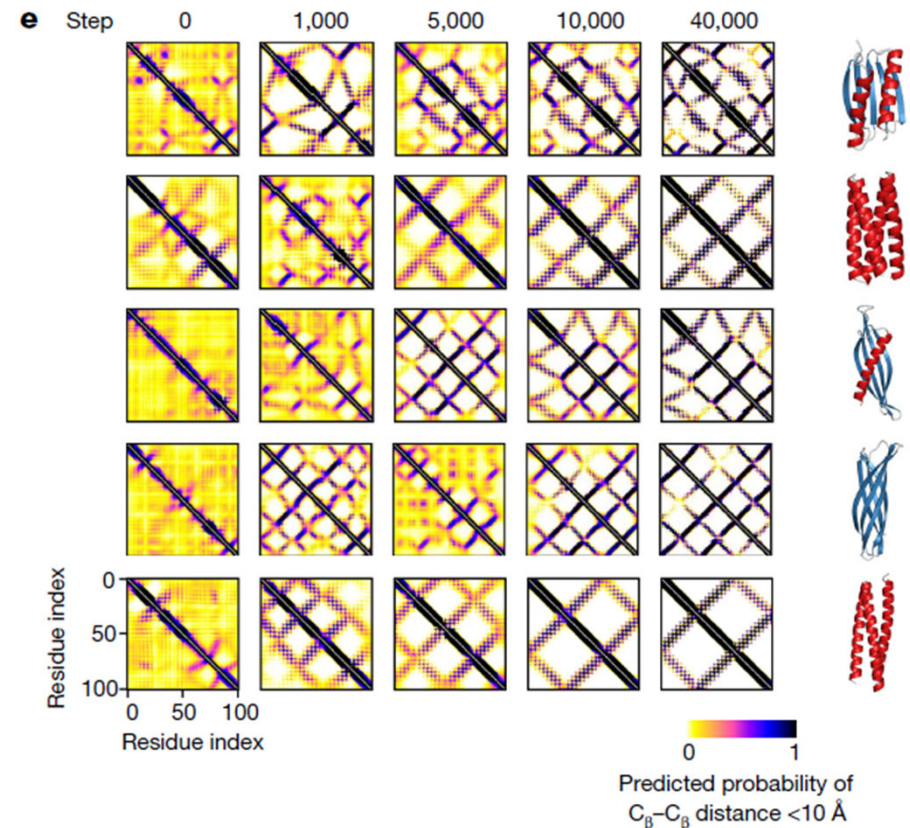 e Step 0 1,000 5,000 10,000 40,000
Residue index
0
50
100
0 50 100
Residue index
0 1
Predicted probability of
Cβ–Cβ distance <10 Å